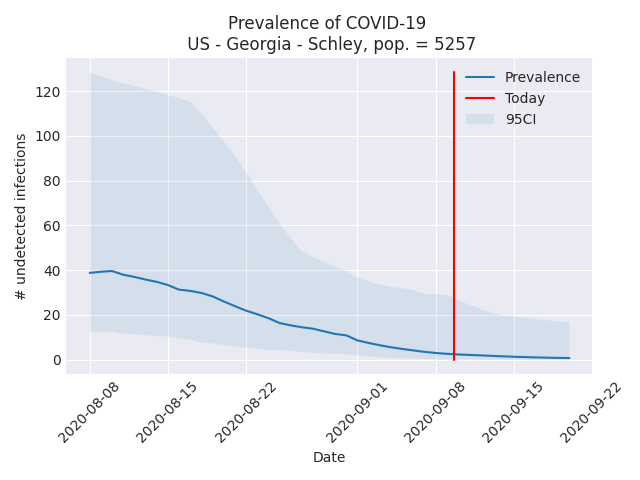 Prevalence of COVID-19
US - Georgia - Schley, pop. = 5257
Prevalence
Today
95CI
# undetected infections
120
100
80
60
40
20
0
2020-08-08
2020-08-15
2020-08-22
2020-09-01
2020-09-08
2020-09-15
2020-09-22
Date